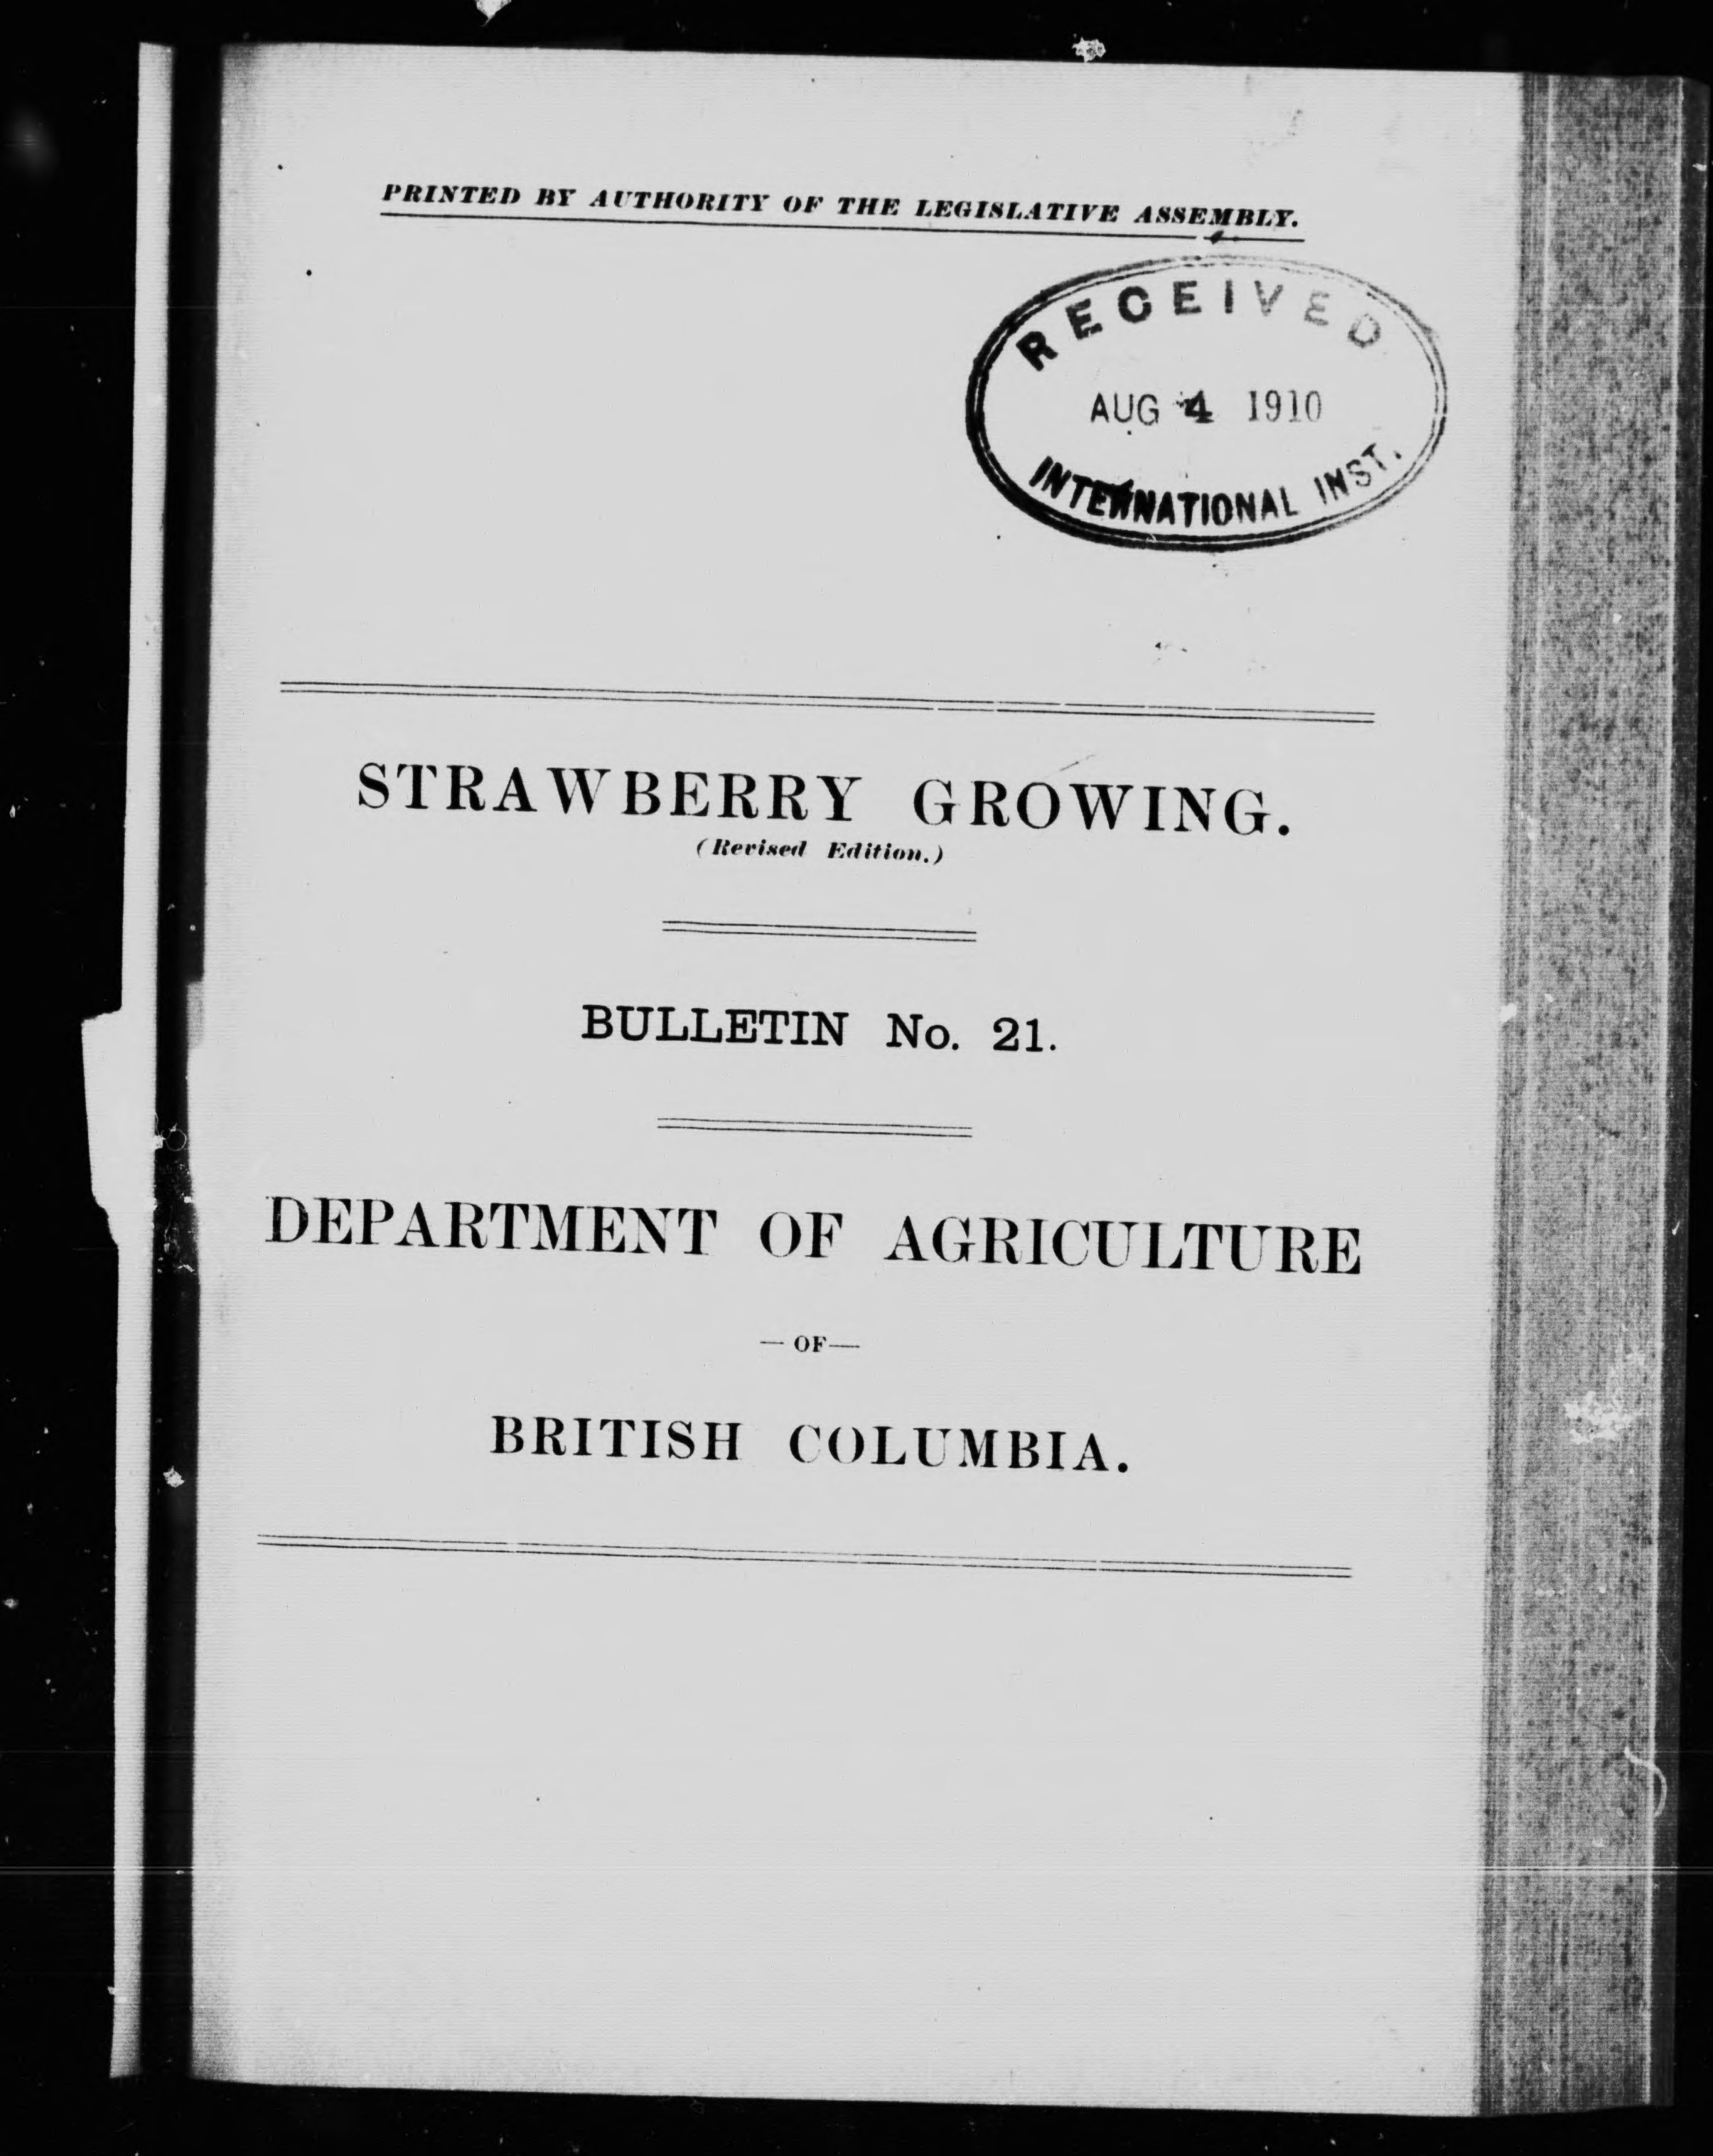 PRINTED BY AUTHORITY OF THE LEGISLATIVE ASSEMBLY.
RECEIVED
AUG 4 1910
INTERNATIONAL INST.
STRAWBERRY GROWING.
(Revised Edition.)
BULLETIN No. 21.
DEPARTMENT OF AGRICULTURE
— OF —
BRITISH COLUMBIA.